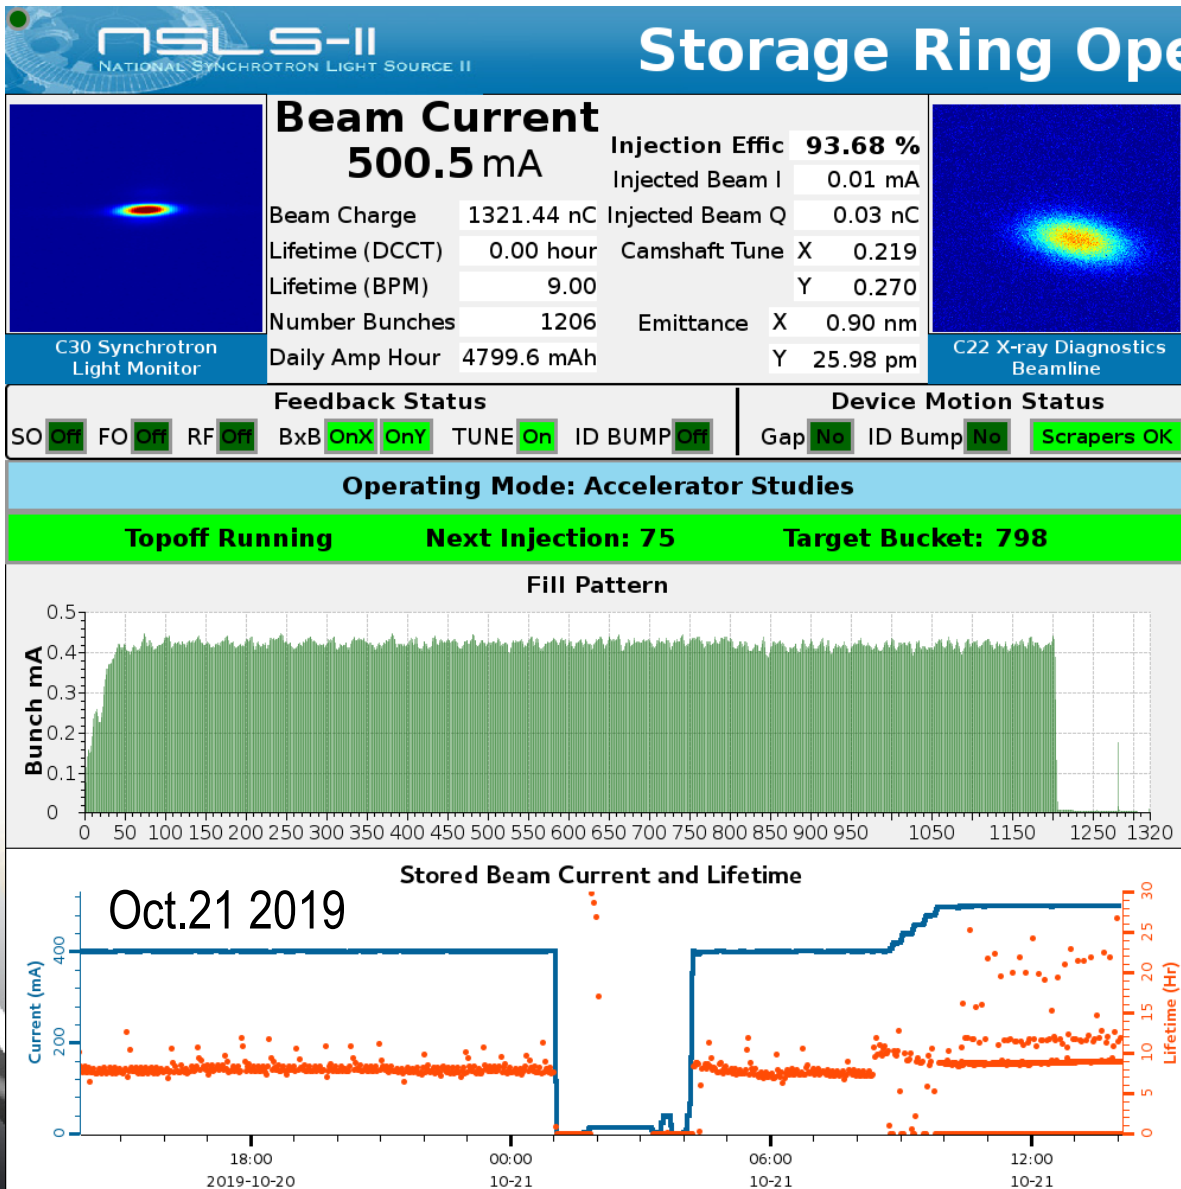 NSLS-II
NATIONAL SYNCHROTRON LIGHT SOURCE II
Storage Ring Ope
Beam Current
500.5 mA
Injection Effic 93.68 %
Injected Beam I 0.01 mA
Beam Charge 1321.44 nC Injected Beam Q 0.03 nC
Lifetime (DCCT) 0.00 hour Camshaft Tune X 0.219
Lifetime (BPM) 9.00 Y 0.270
Number Bunches 1206 Emittance X 0.90 nm
Daily Amp Hour 4799.6 mAh Y 25.98 pm
C30 Synchrotron
Light Monitor
C22 X-ray Diagnostics
Beamline
Feedback Status
SO Off FO Off RF Off BxB OnX OnY TUNE On ID BUMP Off
Device Motion Status
Gap No ID Bump No Scrapers OK
Operating Mode: Accelerator Studies
Topoff Running Next Injection: 75 Target Bucket: 798
Fill Pattern
Bunch mA
0.5
0.4
0.3
0.2
0.1
0
0 50 100 150 200 250 300 350 400 450 500 550 600 650 700 750 800 850 900 950 1050 1150 1250 1320
Stored Beam Current and Lifetime
Oct.21 2019
Current (mA)
400
200
0
30
25
20
15
10
5
0
Lifetime (Hr)
18:00 00:00 06:00 12:00
2019-10-20 10-21 10-21 10-21